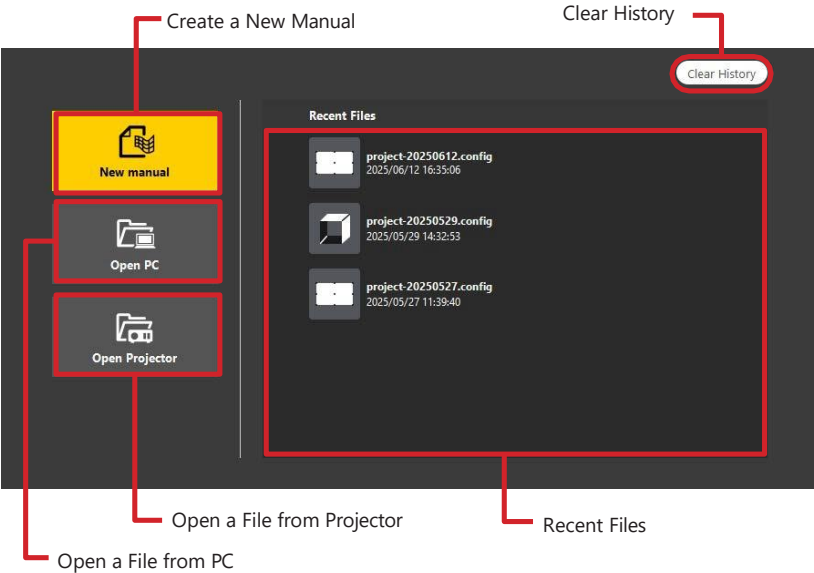 Create a New Manual
Clear History
Clear History
Recent Files
New manual
project-20250612.config
2025/06/12 16:35:06
project-20250529.config
2025/05/29 14:32:53
Open PC
project-20250527.config
2025/05/27 11:39:40
Open Projector
Open a File from Projector
Recent Files
Open a File from PC